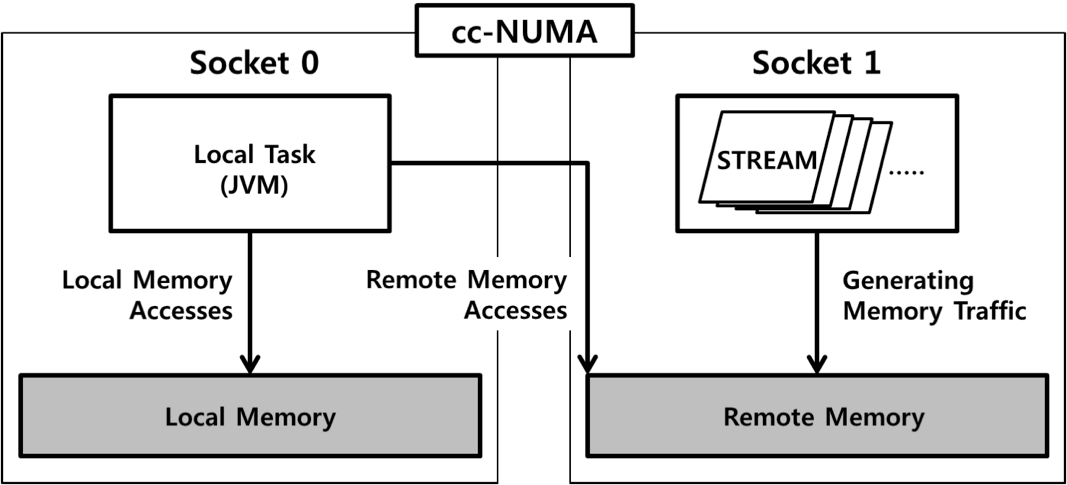 cc-NUMA
Socket 0
Socket 1
Local Task
(JVM)
STREAM
.....
Local Memory
Accesses
Remote Memory
Accesses
Generating
Memory Traffic
Local Memory
Remote Memory